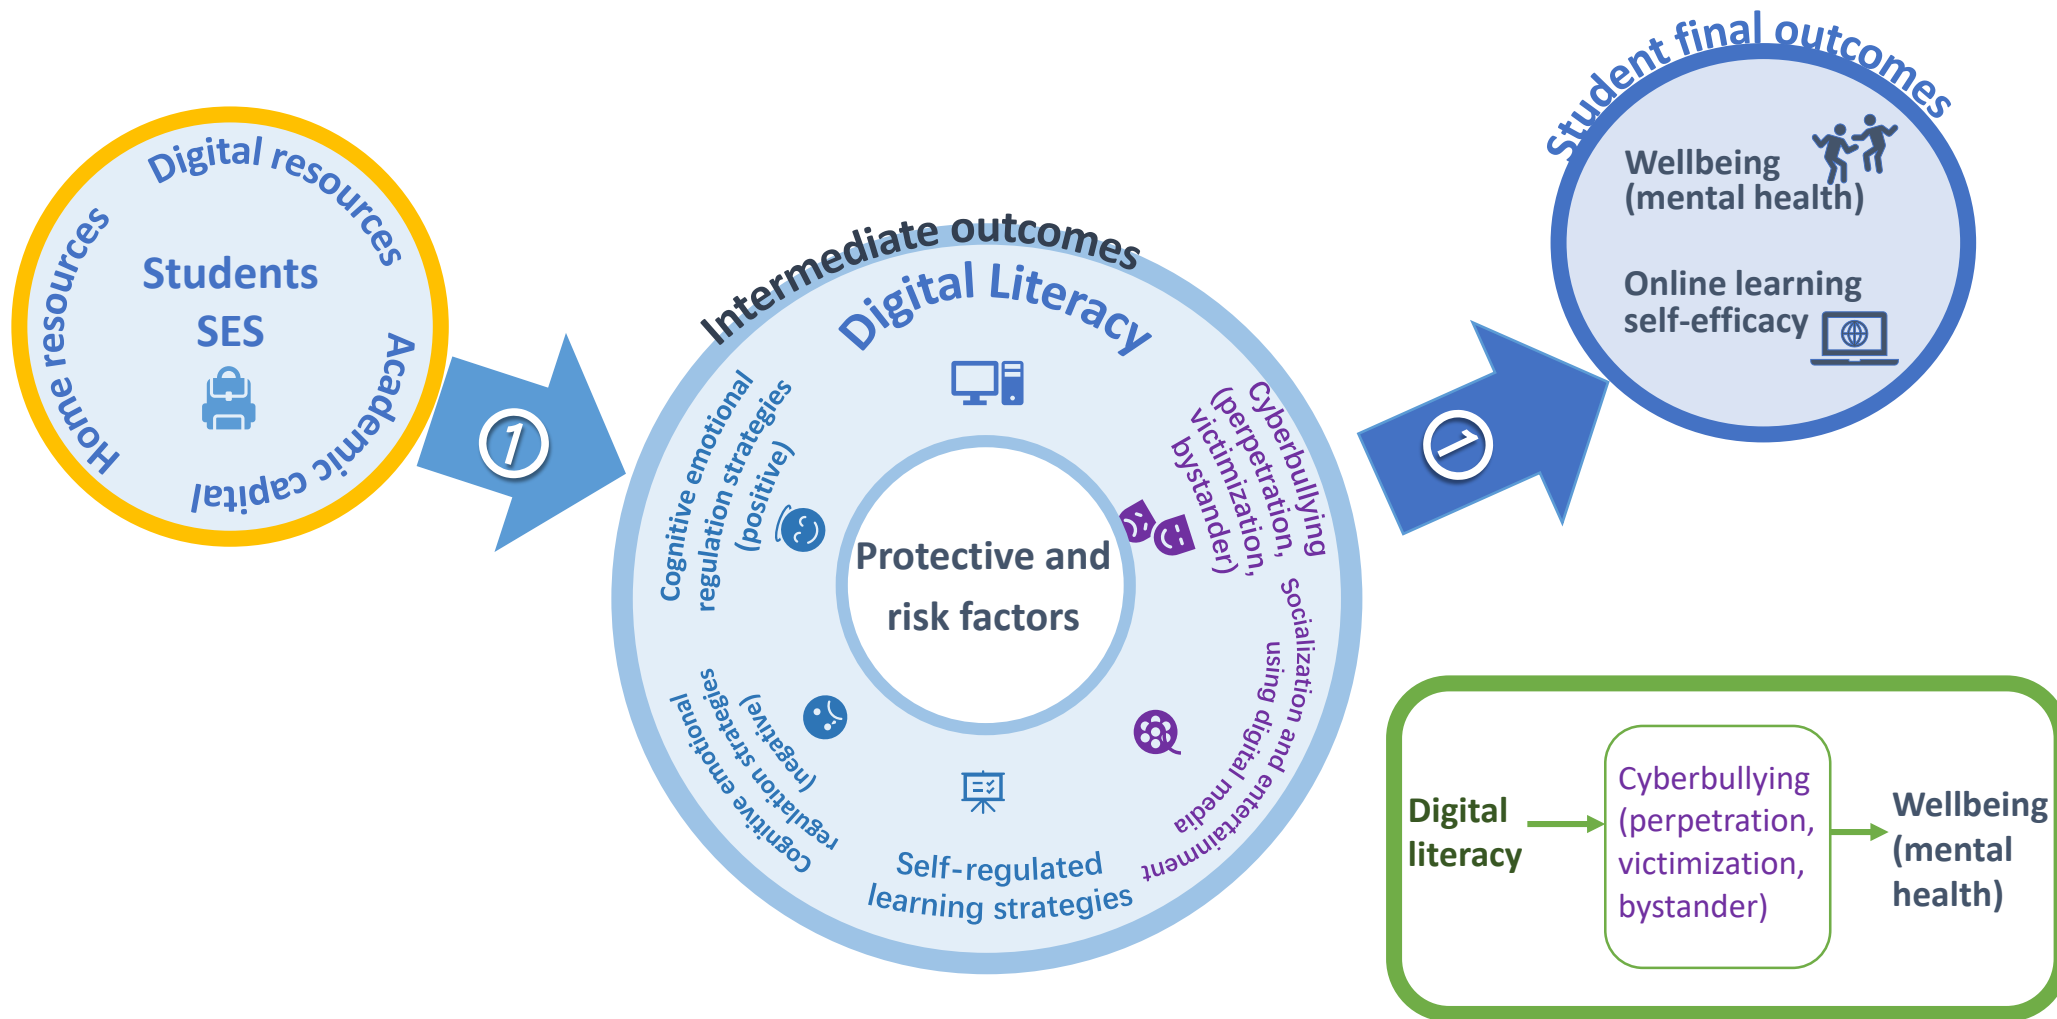 Digital resources
Home resources
Academic capital
Students
SES
1
Intermediate outcomes
Digital Literacy
Cognitive emotional
regulation strategies
(positive)
Cyberbullying
(perpetration,
victimization,
bystander)
Protective and
risk factors
Cognitive emotional
regulation strategies
(negative)
Socialization and entertainment
using digital media
Self-regulated
learning strategies
1
Student final outcomes
Wellbeing
(mental health)
Online learning
self-efficacy
Digital
literacy
Cyberbullying
(perpetration,
victimization,
bystander)
Wellbeing
(mental
health)